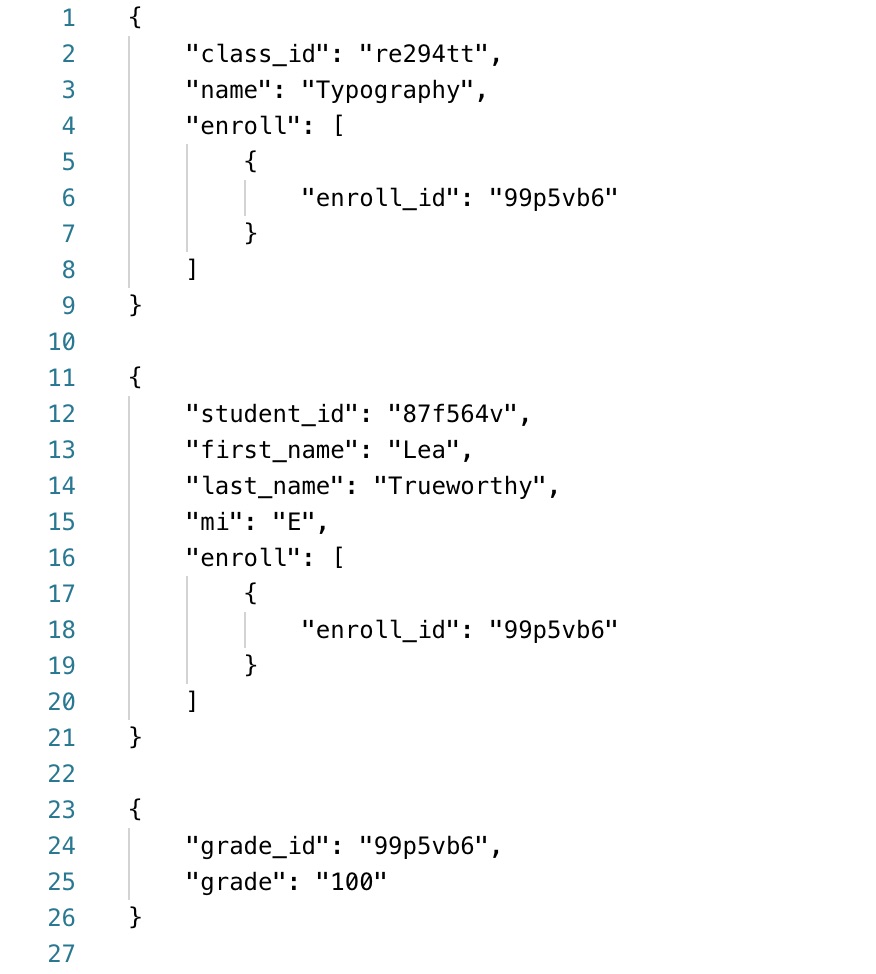 1 {
2 "class_id": "re294tt",
3 "name": "Typography",
4 "enroll": [
5 {
6 "enroll_id": "99p5vb6"
7 }
8 ]
9 }
10
11 {
12 "student_id": "87f564v",
13 "first_name": "Lea",
14 "last_name": "Trueworthy",
15 "mi": "E",
16 "enroll": [
17 {
18 "enroll_id": "99p5vb6"
19 }
20 ]
21 }
22
23 {
24 "grade_id": "99p5vb6",
25 "grade": "100"
26 }
27